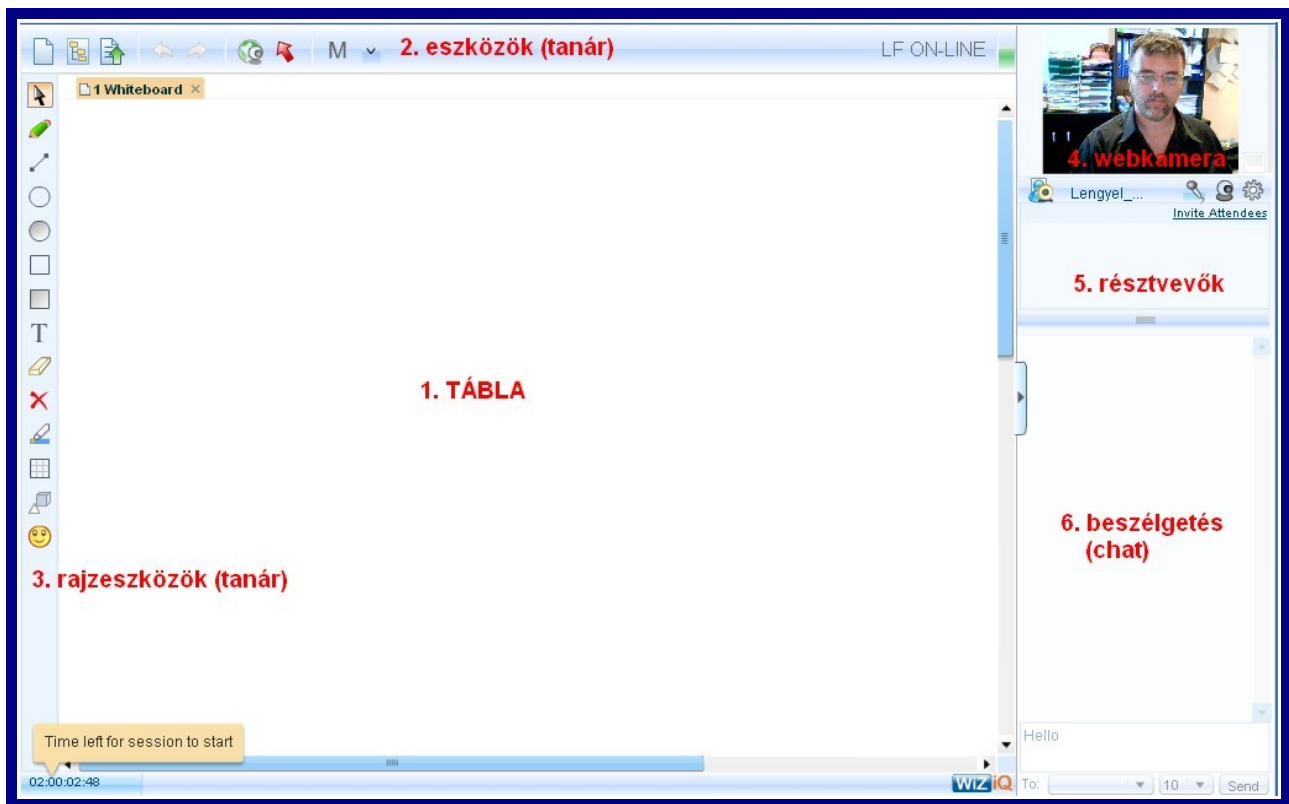 M
2. eszközök (tanár)
LF ON-LINE
1 Whiteboard
4. webkamera
Lengyel_...
Invite Attendees
5. résztvevők
T
1. TÁBLA
6. beszélgetés
(chat)
3. rajzeszközök (tanár)
Time left for session to start
Hello
02:00:02:48
WiZiQ
To:
10
Send